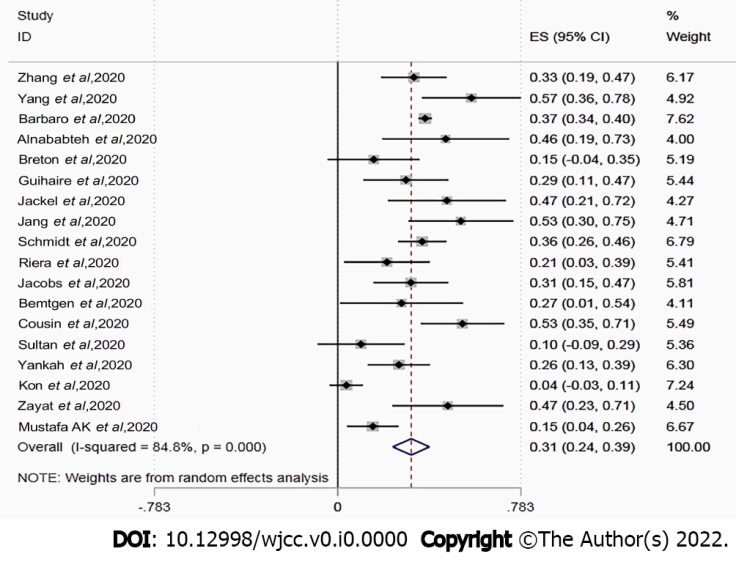 Study %
ID ES (95% CI) Weight
Zhang et al,2020 0.33 (0.19, 0.47) 6.17
Yang et al,2020 0.57 (0.36, 0.78) 4.92
Barbaro et al,2020 0.37 (0.34, 0.40) 7.62
Alnababteh et al,2020 0.46 (0.19, 0.73) 4.00
Breton et al,2020 0.15 (-0.04, 0.35) 5.19
Guihaire et al,2020 0.29 (0.11, 0.47) 5.44
Jackel et al,2020 0.47 (0.21, 0.72) 4.27
Jang et al,2020 0.53 (0.30, 0.75) 4.71
Schmidt et al,2020 0.36 (0.26, 0.46) 6.79
Riera et al,2020 0.21 (0.03, 0.39) 5.41
Jacobs et al,2020 0.31 (0.15, 0.47) 5.81
Bemtgen et al,2020 0.27 (0.01, 0.54) 4.11
Cousin et al,2020 0.53 (0.35, 0.71) 5.49
Sultan et al,2020 0.10 (-0.09, 0.29) 5.36
Yankah et al,2020 0.26 (0.13, 0.39) 6.30
Kon et al,2020 0.04 (-0.03, 0.11) 7.24
Zayat et al,2020 0.47 (0.23, 0.71) 4.50
Mustafa AK et al,2020 0.15 (0.04, 0.26) 6.67
Overall (I-squared = 84.8%, p = 0.000) 0.31 (0.24, 0.39) 100.00
NOTE: Weights are from random effects analysis
-.783 0 .783
DOI: 10.12998/wjcc.v0.i0.0000 Copyright ©The Author(s) 2022.